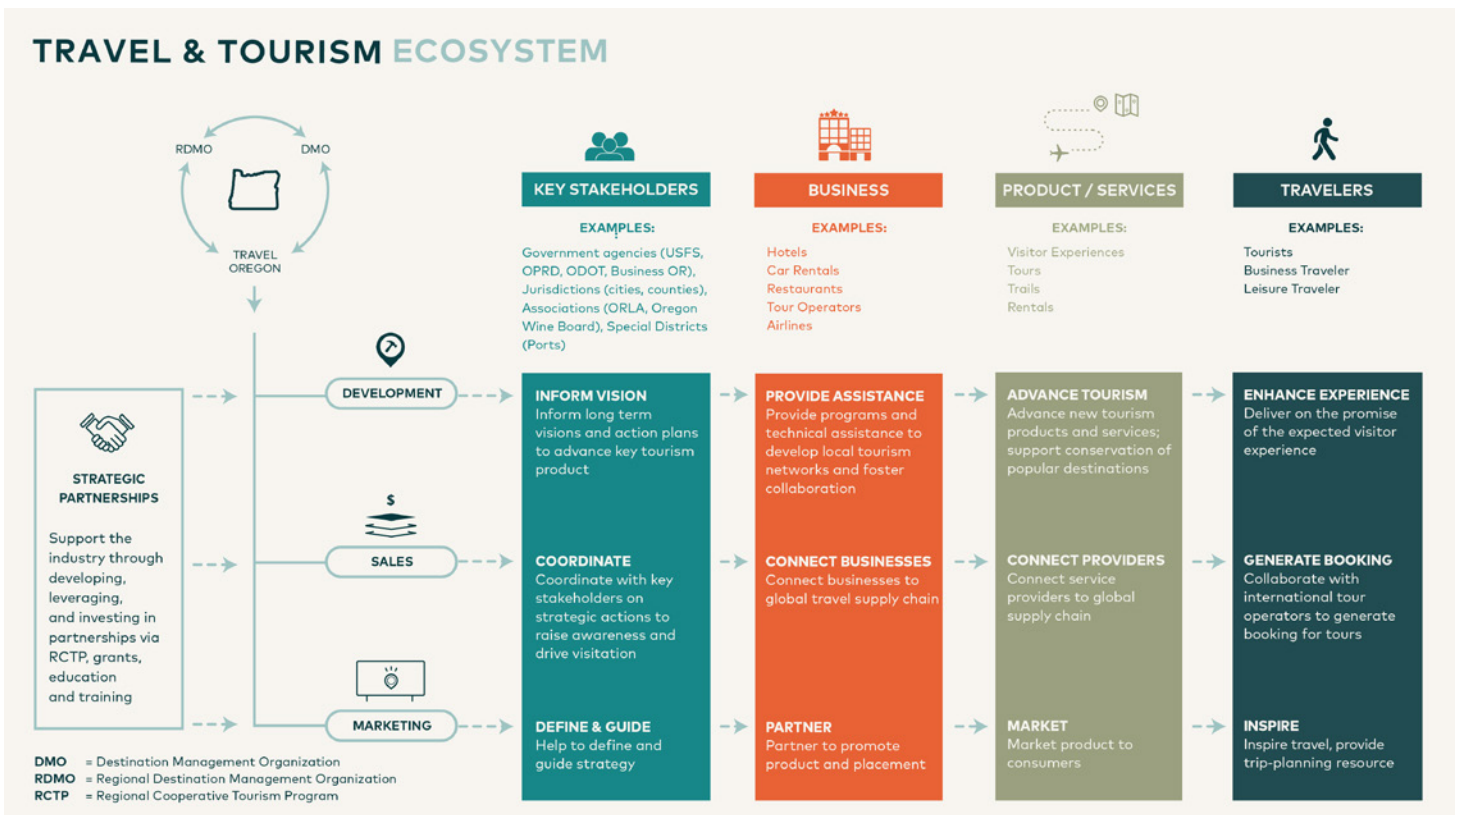 TRAVEL & TOURISM ECOSYSTEM
RDMO
DMO
TRAVEL
OREGON
KEY STAKEHOLDERS
EXAMPLES:
Government agencies (USFS,
OPRD, ODOT, Business OR),
Jurisdictions (cities, counties),
Associations (ORLA, Oregon
Wine Board), Special Districts
(Ports)
BUSINESS
EXAMPLES:
Hotels
Car Rentals
Restaurants
Tour Operators
Airlines
PRODUCT / SERVICES
EXAMPLES:
Visitor Experiences
Tours
Trails
Rentals
TRAVELERS
EXAMPLES:
Tourists
Business Traveler
Leisure Traveler
STRATEGIC
PARTNERSHIPS
Support the
industry through
developing,
leveraging,
and investing in
partnerships via
RCTP, grants,
education
and training
DEVELOPMENT
INFORM VISION
Inform long term
visions and action plans
to advance key tourism
product
PROVIDE ASSISTANCE
Provide programs and
technical assistance to
develop local tourism
networks and foster
collaboration
ADVANCE TOURISM
Advance new tourism
products and services;
support conservation of
popular destinations
ENHANCE EXPERIENCE
Deliver on the promise
of the expected visitor
experience
$
SALES
COORDINATE
Coordinate with key
stakeholders on
strategic actions to
raise awareness and
drive visitation
CONNECT BUSINESSES
Connect businesses to
global travel supply chain
CONNECT PROVIDERS
Connect service
providers to global
supply chain
GENERATE BOOKING
Collaborate with
international tour
operators to generate
booking for tours
MARKETING
DEFINE & GUIDE
Help to define and
guide strategy
PARTNER
Partner to promote
product and placement
MARKET
Market product to
consumers
INSPIRE
Inspire travel, provide
trip-planning resource
DMO = Destination Management Organization
RDMO = Regional Destination Management Organization
RCTP = Regional Cooperative Tourism Program